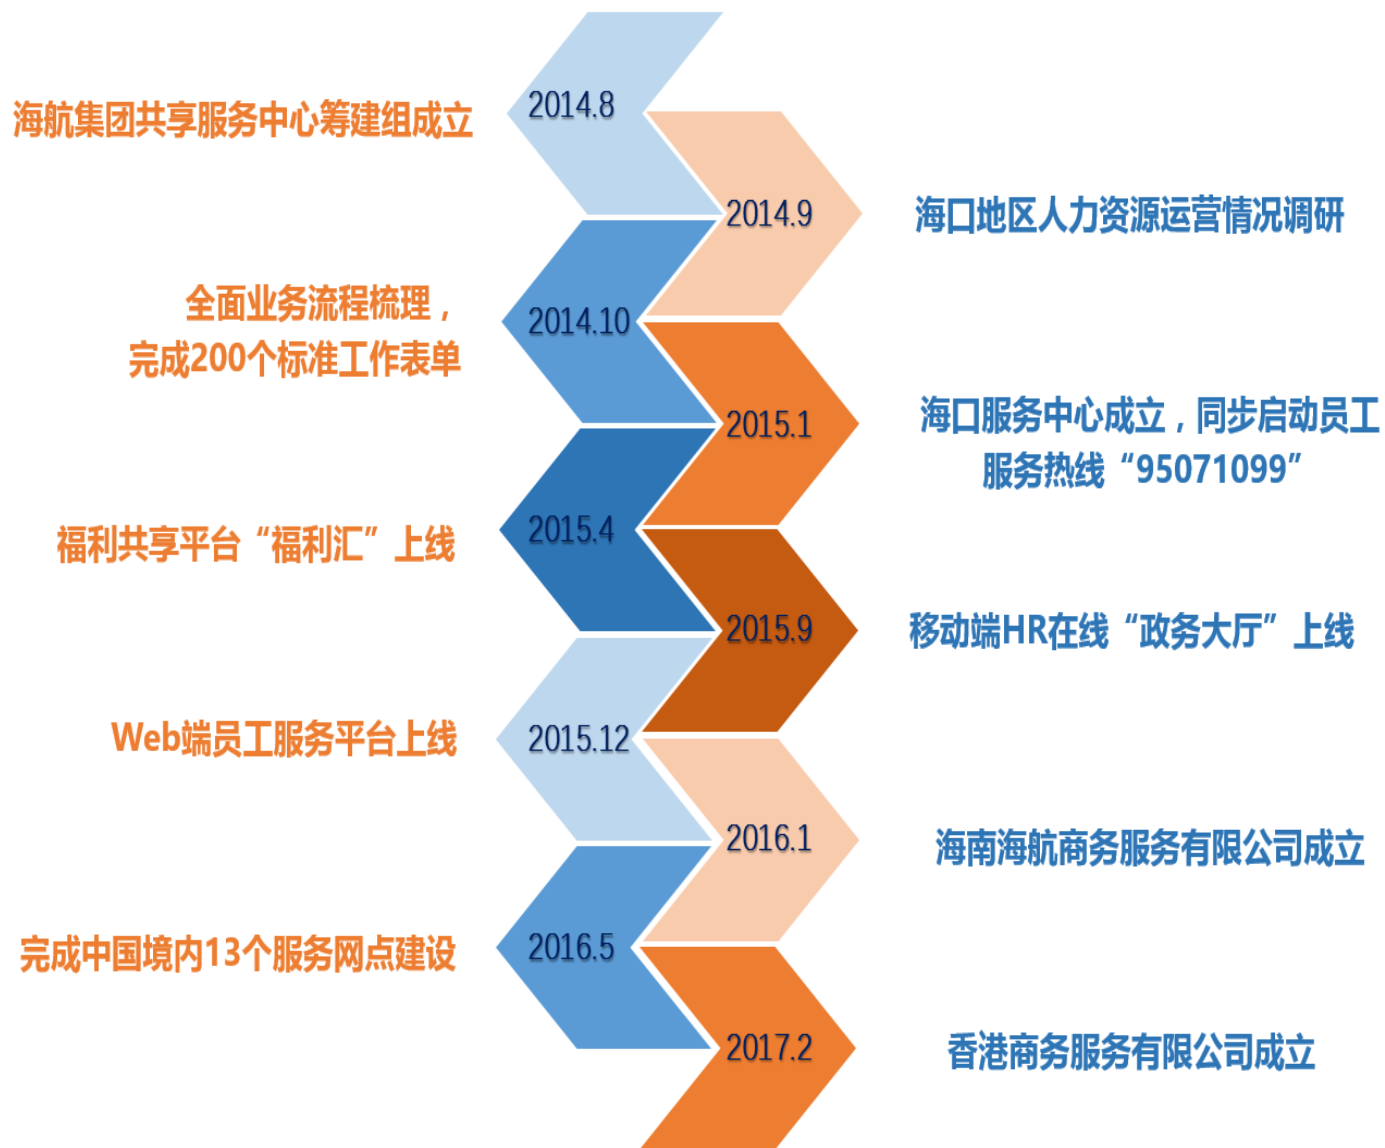 2014.8
海航集团共享服务中心筹建组成立
2014.9
海口地区人力资源运营情况调研
2014.10
全面业务流程梳理，
完成200个标准工作表单
2015.1
海口服务中心成立，同步启动员工
服务热线“95071099”
2015.4
福利共享平台“福利汇”上线
2015.9
移动端HR在线“政务大厅”上线
2015.12
Web端员工服务平台上线
2016.1
海南海航商务服务有限公司成立
2016.5
完成中国境内13个服务网点建设
2017.2
香港商务服务有限公司成立